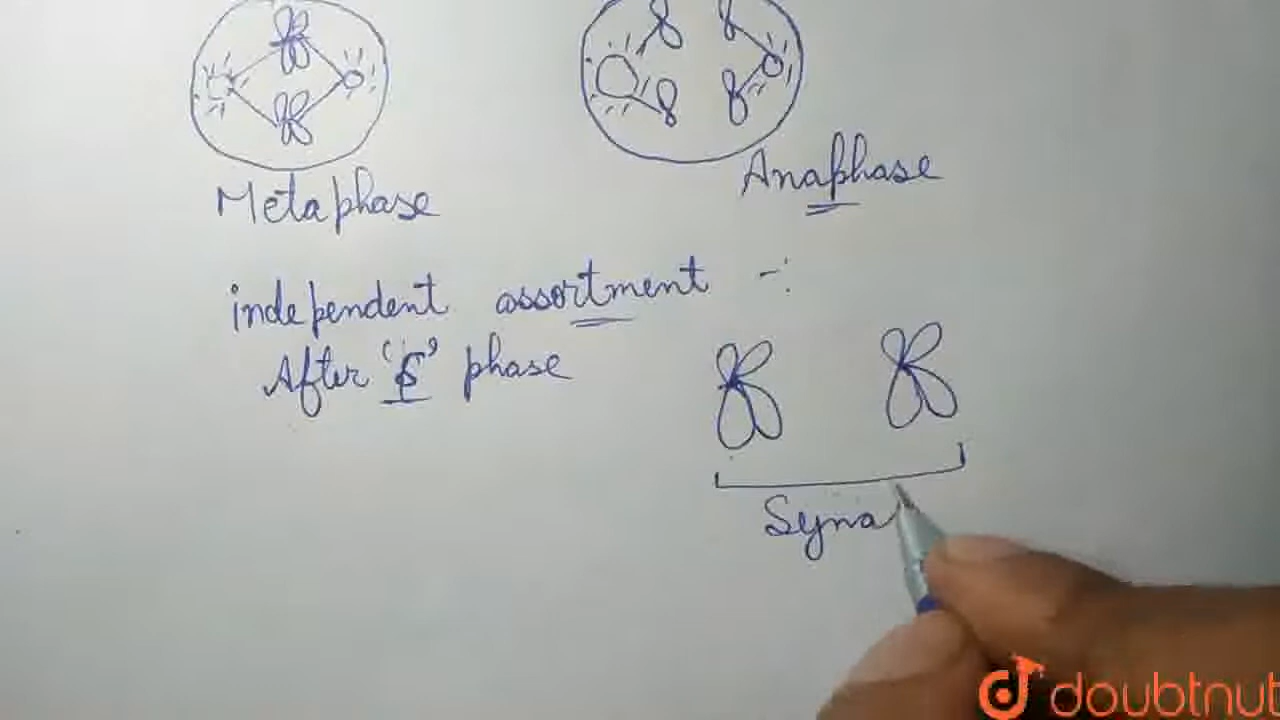 Metaphase
Anaphase
independent assortment -:
After 'S' phase
Syna
doubtnut